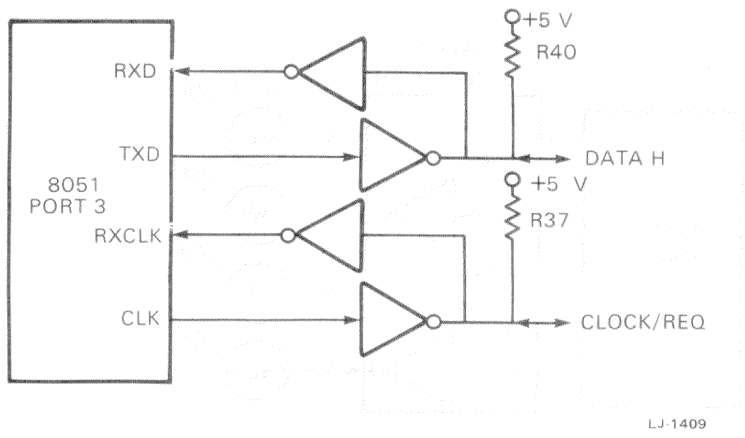 +5 V
R40
RXD
TXD
DATA H
8051
PORT 3
+5 V
R37
RXCLK
CLK
CLOCK/REQ
LJ-1409